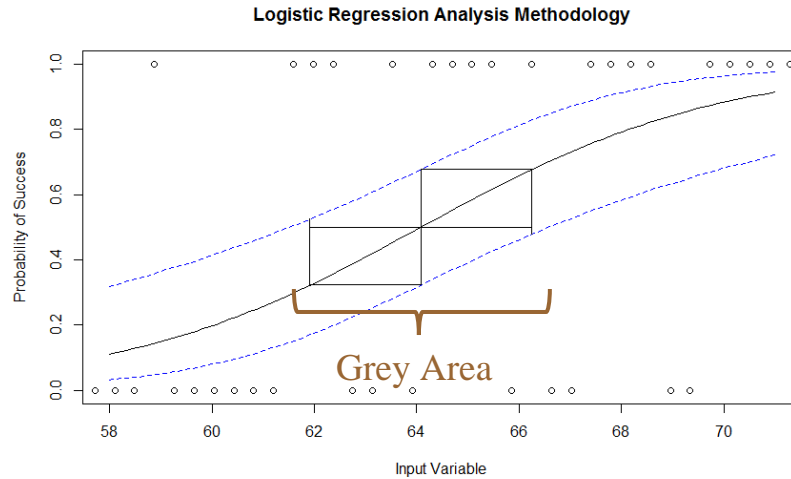 Logistic Regression Analysis Methodology
1.0
0.8
0.6
0.4
0.2
0.0
Probability of Success
Grey Area
58 60 62 64 66 68 70
Input Variable